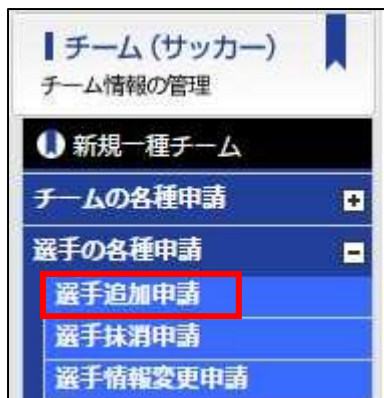 チーム(サッカー)
チーム情報の管理
新規一種チーム
チームの各種申請
選手の各種申請
選手追加申請
選手抹消申請
選手情報変更申請